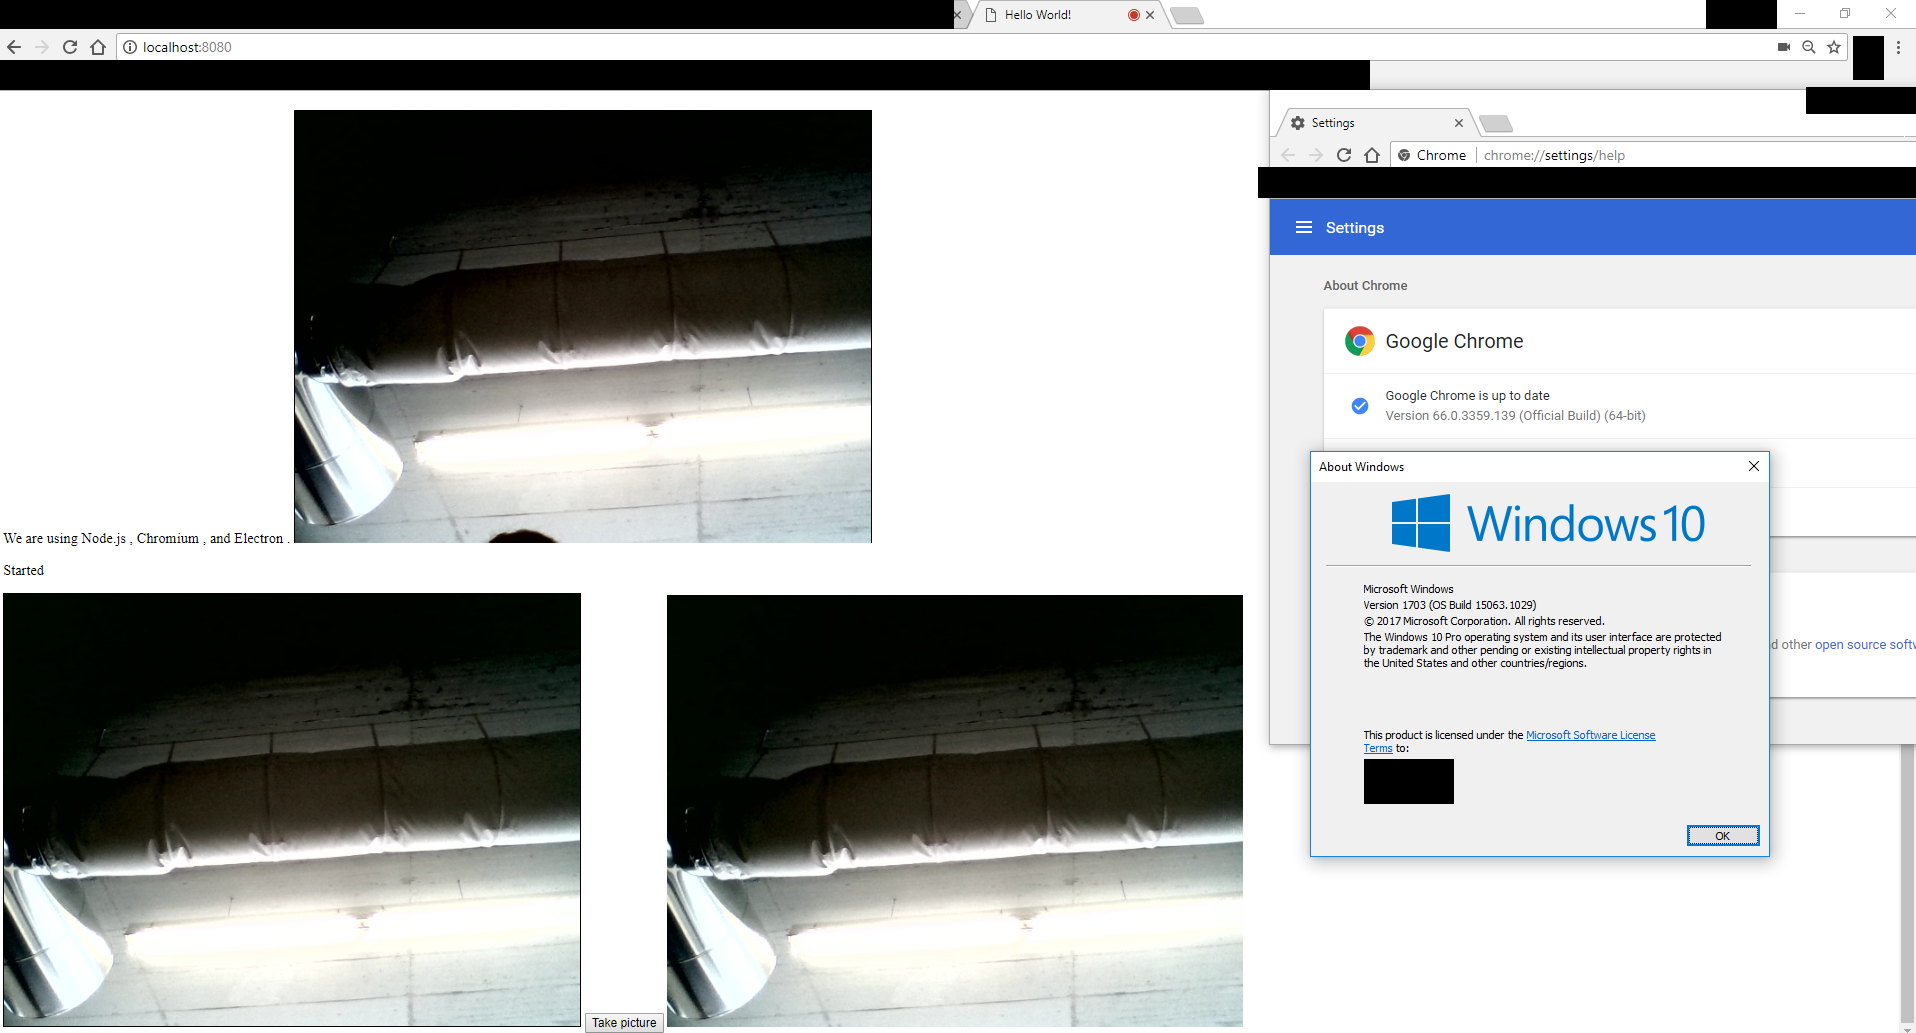 Hello World!
localhost:8080
Settings
Chrome chrome://settings/help
Settings
About Chrome
Google Chrome
Google Chrome is up to date
Version 66.0.3359.139 (Official Build) (64-bit)
About Windows
Windows 10
Microsoft Windows
Version 1703 (OS Build 15063.1029)
© 2017 Microsoft Corporation. All rights reserved.
The Windows 10 Pro operating system and its user interface are protected
by trademark and other pending or existing intellectual property rights in
the United States and other countries/regions.
This product is licensed under the Microsoft Software License
Terms to:
OK
other open source
We are using Node.js , Chromium , and Electron .
Started
Take picture